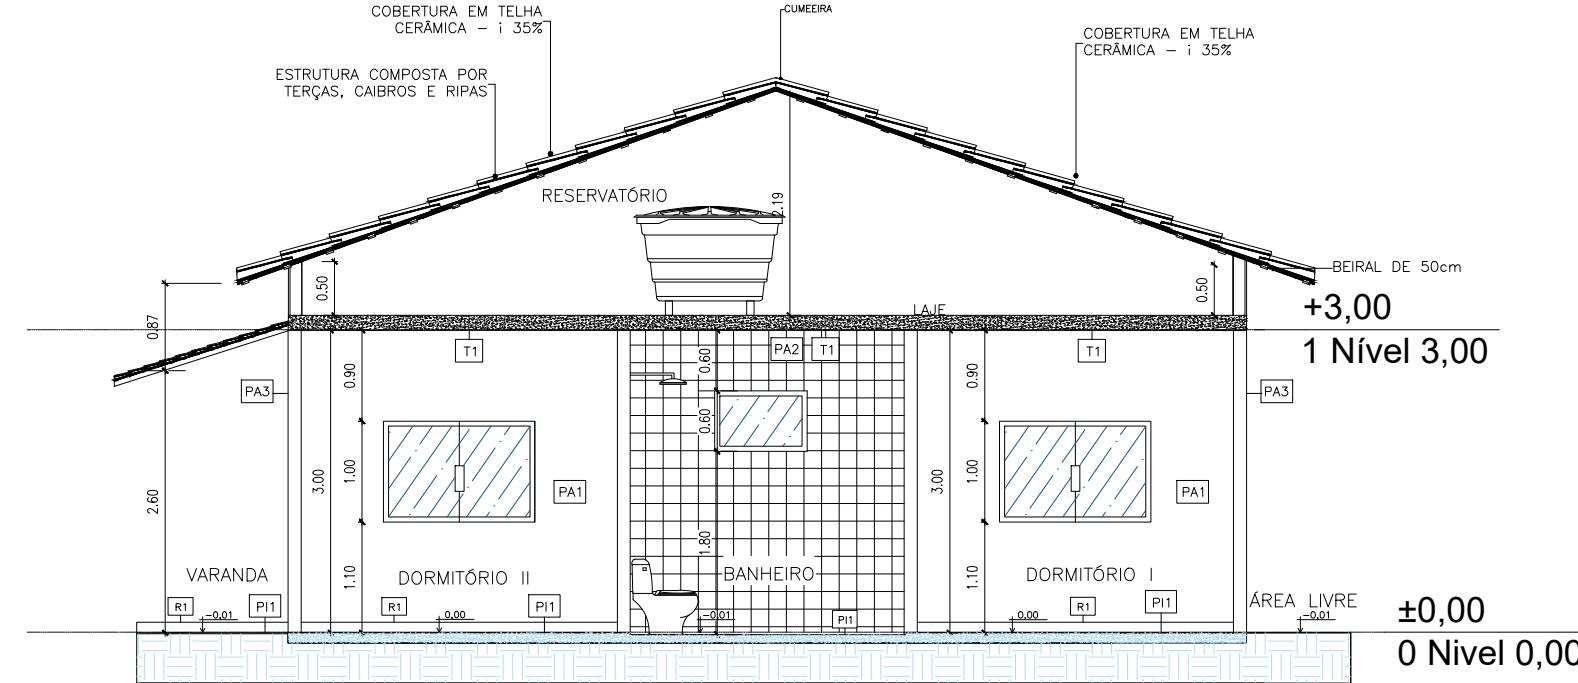 CUMEEIRA
COBERTURA EM TELHA
CERÂMICA – i 35%
COBERTURA EM TELHA
CERÂMICA – i 35%
ESTRUTURA COMPOSTA POR
TERÇAS, CAIBROS E RIPAS
RESERVATÓRIO
2.19
BEIRAL DE 50cm
0.50
0.50
+3,00
LAJE
0.87
1 Nível 3,00
T1
PA2
T1
T1
0.60
0.90
0.90
PA3
PA3
0.60
3.00
1.00
3.00
1.00
PA1
PA1
2.60
1.80
1.10
1.10
VARANDA
DORMITÓRIO II
BANHEIRO
DORMITÓRIO I
ÁREA LIVRE
R1
-0.01
PI1
R1
0.00
PI1
-0.01
PI1
0.00
R1
PI1
-0.01
±0,00
0 Nivel 0,00